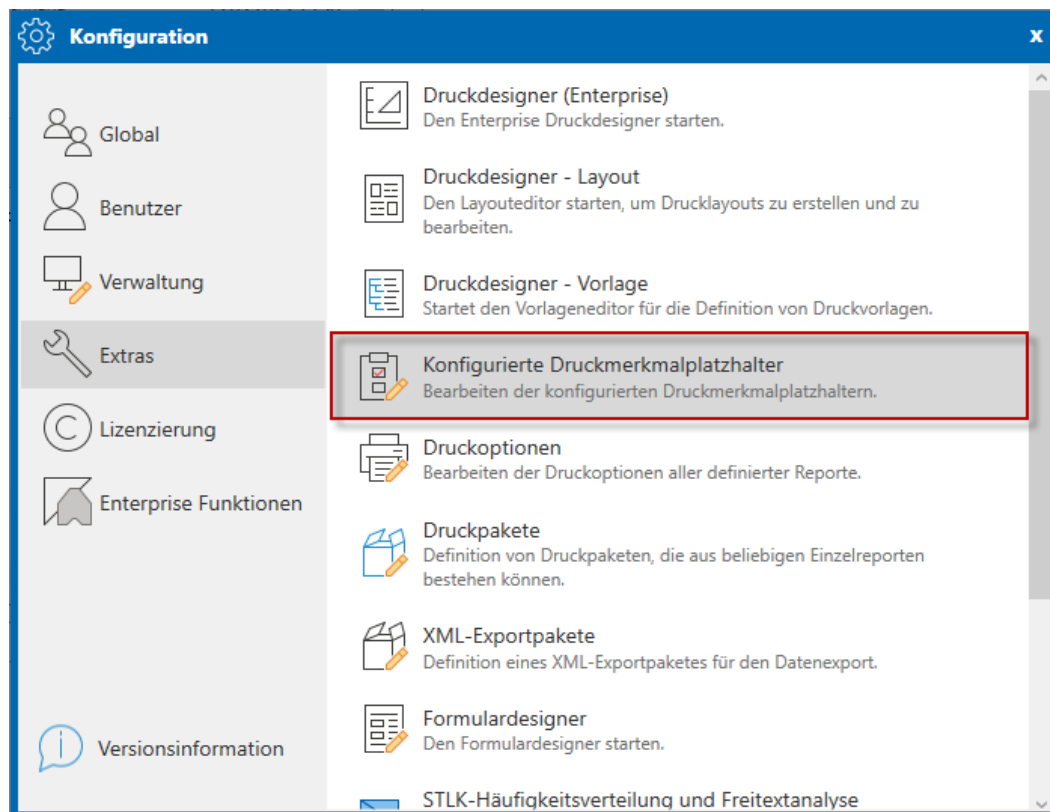 Konfiguration
x
Global
Benutzer
Verwaltung
Extras
Lizenzierung
Enterprise Funktionen
Versionsinformation
Druckdesigner (Enterprise)
Den Enterprise Druckdesigner starten.
Druckdesigner - Layout
Den Layouteditor starten, um Drucklayouts zu erstellen und zu
bearbeiten.
Druckdesigner - Vorlage
Startet den Vorlageneditor für die Definition von Druckvorlagen.
Konfigurierte Druckmerkmalplatzhalter
Bearbeiten der konfigurierten Druckmerkmalplatzhaltern.
Druckoptionen
Bearbeiten der Druckoptionen aller definierter Reporte.
Druckpakete
Definition von Druckpaketen, die aus beliebigen Einzelreporten
bestehen können.
XML-Exportpakete
Definition eines XML-Exportpaketes für den Datenexport.
Formulardesigner
Den Formulardesigner starten.
STLK-Häufigkeitsverteilung und Freitextanalyse